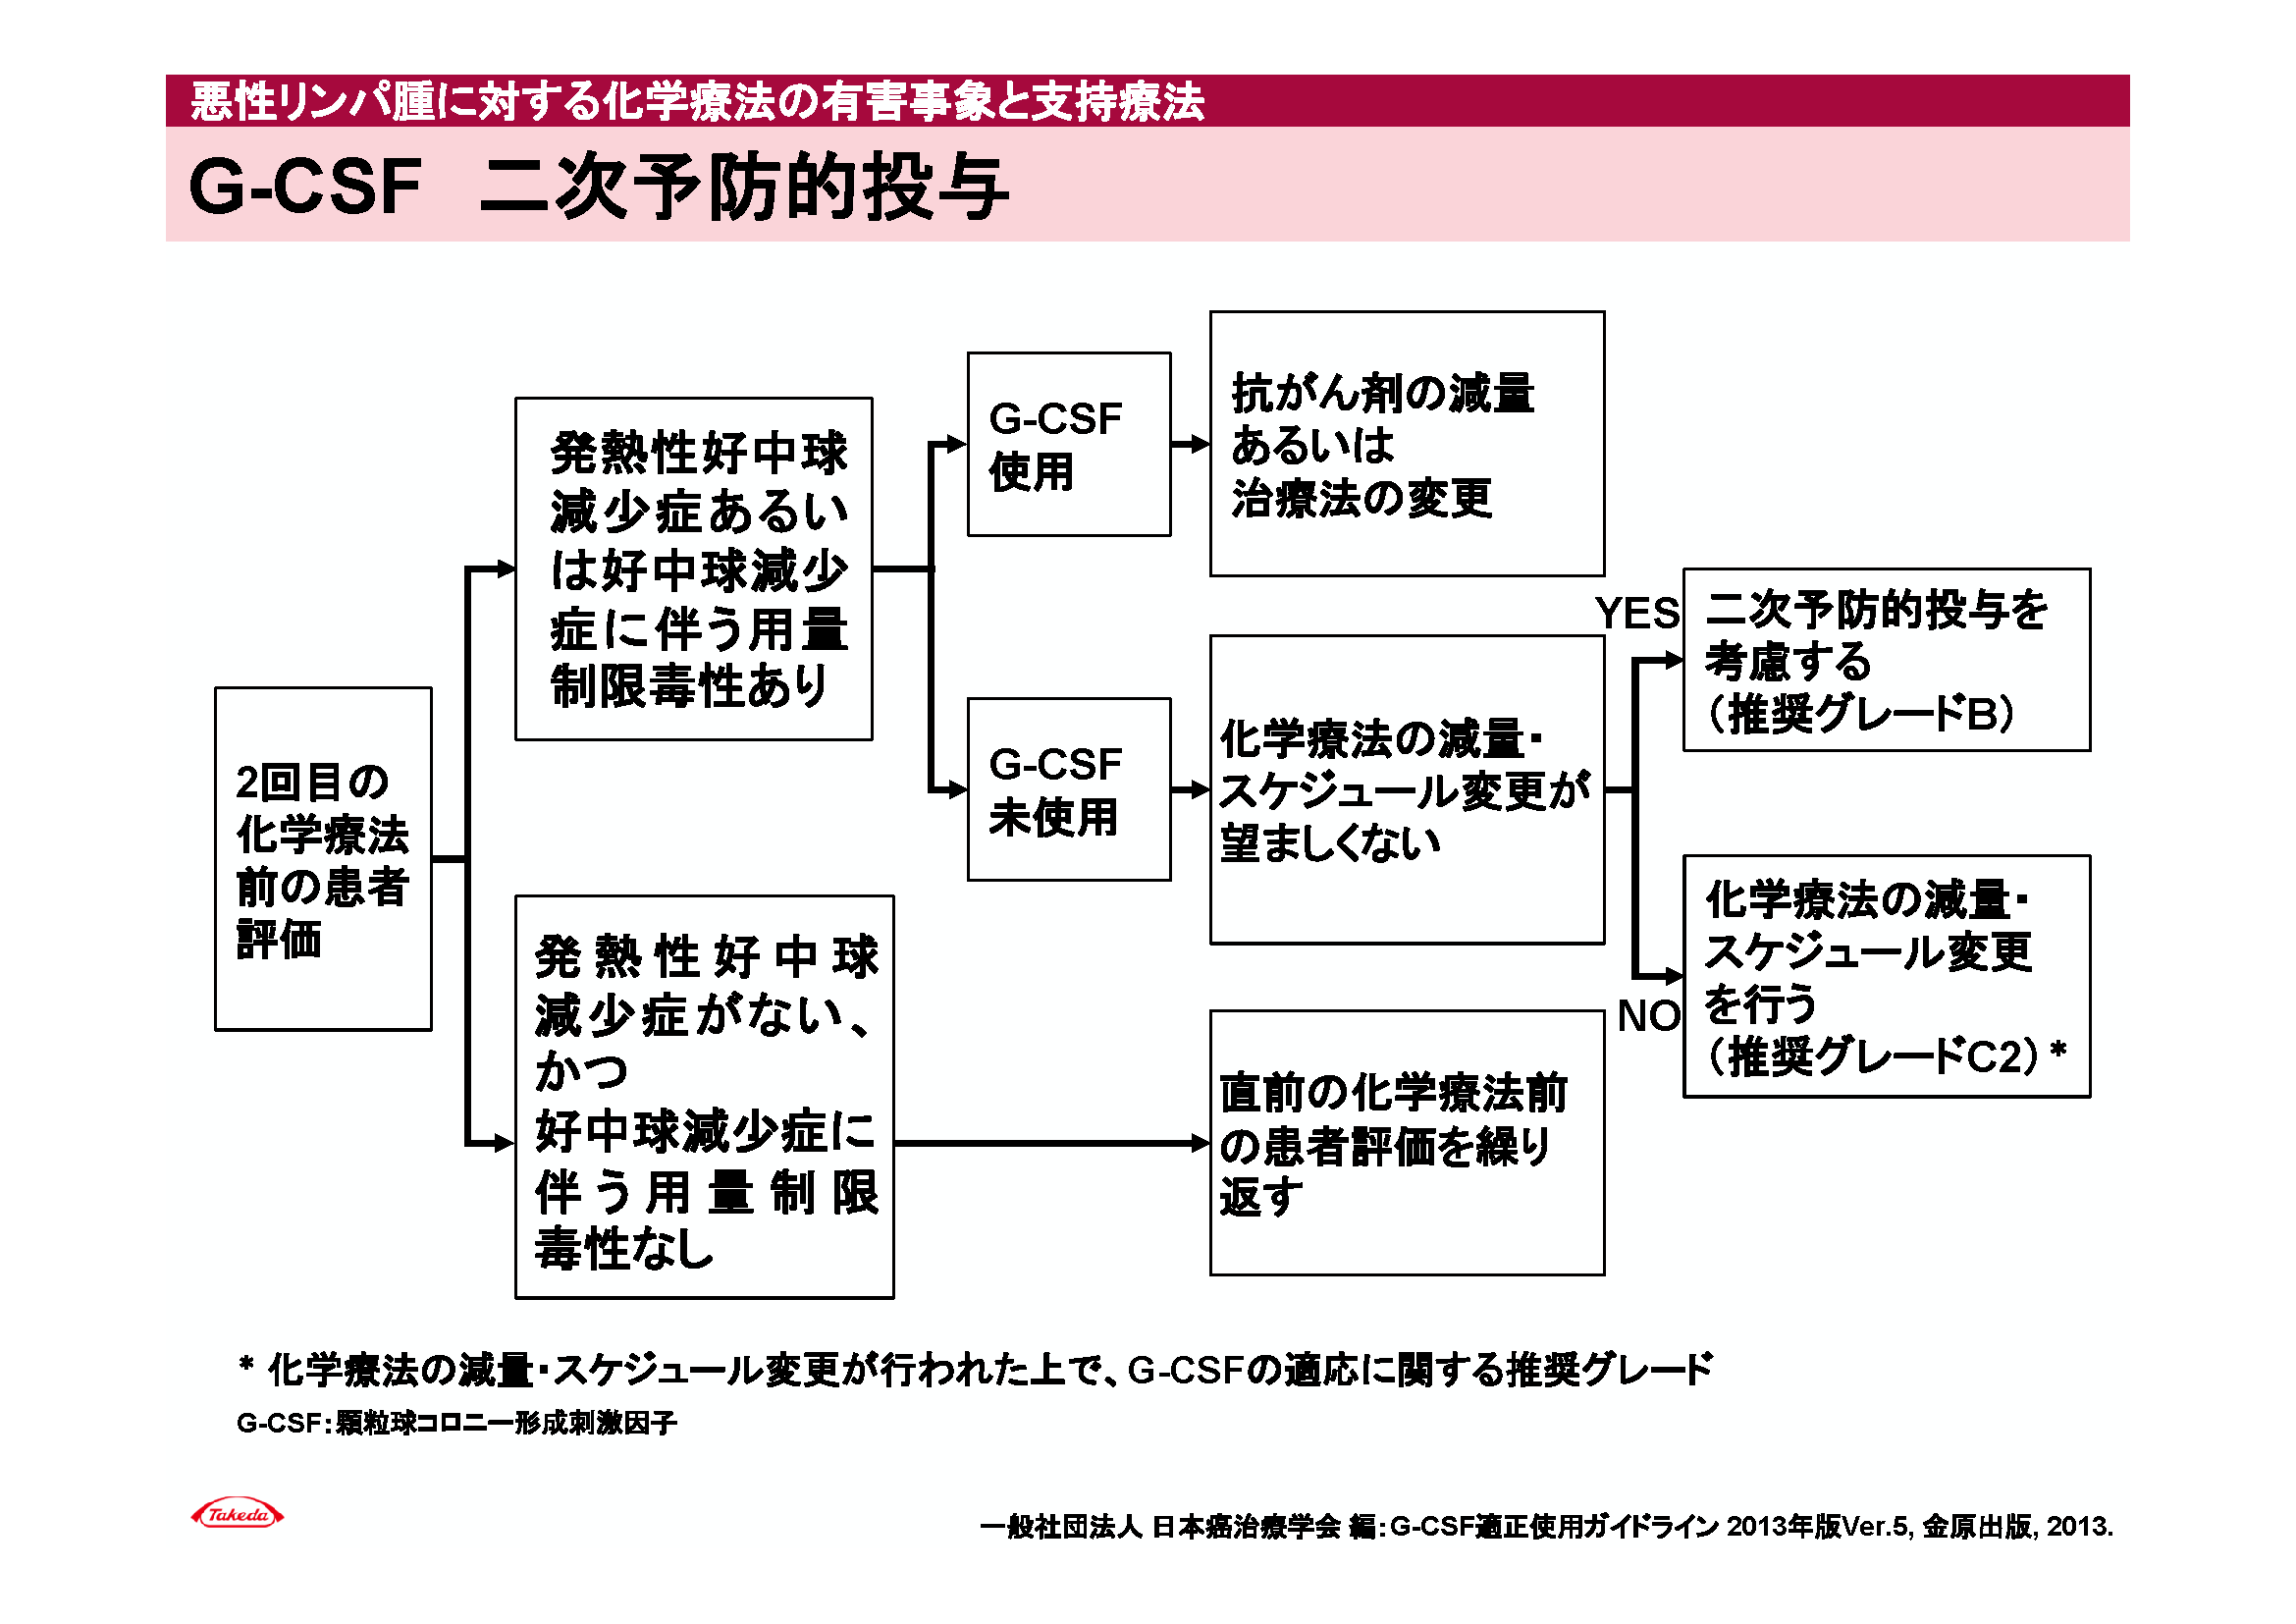 悪性リンパ腫に対する化学療法の有害事象と支持療法
G-CSF 二次予防的投与
2回目の
化学療法
前の患者
評価
発熱性好中球
減少症あるい
は好中球減少
症に伴う用量
制限毒性あり
発熱性好中球
減少症がない、
かつ
好中球減少症に
伴う用量制限
毒性なし
G-CSF
使用
G-CSF
未使用
抗がん剤の減量
あるいは
治療法の変更
化学療法の減量・
スケジュール変更が
望ましくない
直前の化学療法前
の患者評価を繰り
返す
YES
二次予防的投与を
考慮する
（推奨グレードB）
NO
化学療法の減量・
スケジュール変更
を行う
（推奨グレードC2）*
* 化学療法の減量・スケジュール変更が行われた上で、G-CSFの適応に関する推奨グレード
G-CSF：顆粒球コロニー形成刺激因子
Takeda
一般社団法人 日本癌治療学会 編：G-CSF適正使用ガイドライン 2013年版Ver.5, 金原出版, 2013.